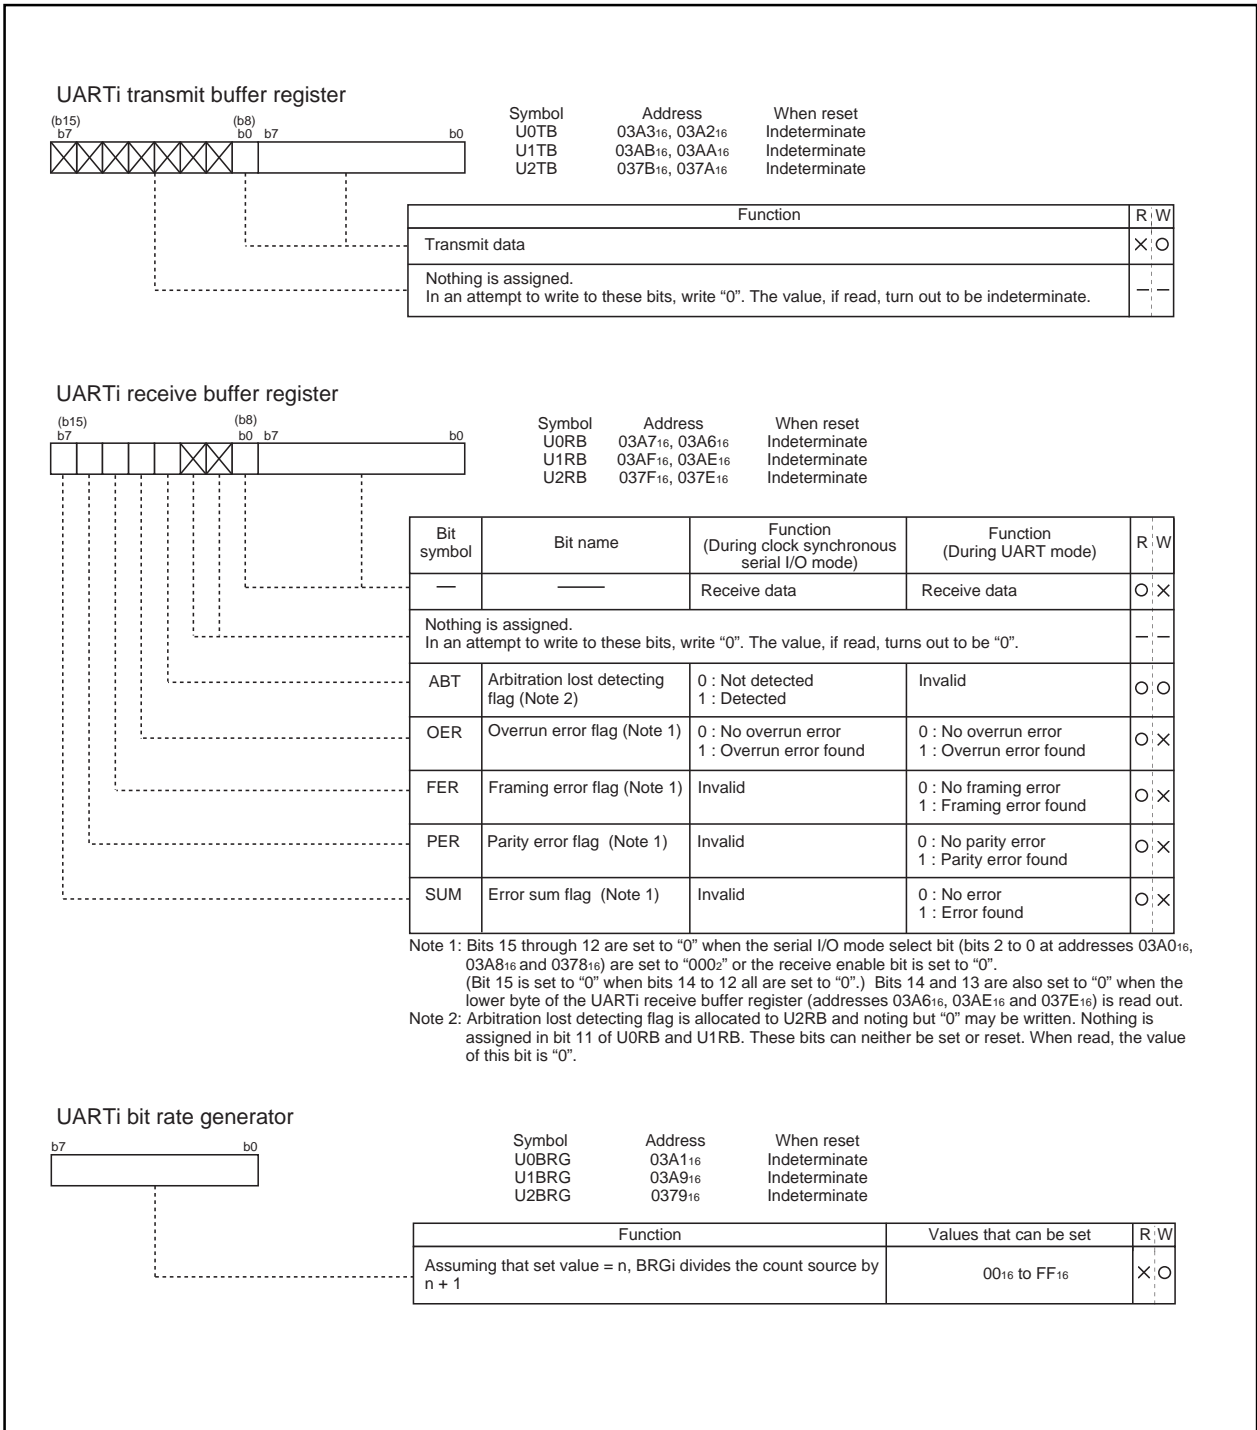 UARTi transmit buffer register
(b15) (b8)
b7 b0 b7 b0
Symbol Address When reset
U0TB 03A316, 03A216 Indeterminate
U1TB 03AB16, 03AA16 Indeterminate
U2TB 037B16, 037A16 Indeterminate
Function R W
Transmit data
Nothing is assigned.
In an attempt to write to these bits, write “0”. The value, if read, turn out to be indeterminate. – –
UARTi receive buffer register
(b15) (b8)
b7 b0 b7 b0
Symbol Address When reset
U0RB 03A716, 03A616 Indeterminate
U1RB 03AF16, 03AE16 Indeterminate
U2RB 037F16, 037E16 Indeterminate
Bit symbol Bit name Function (During clock synchronous serial I/O mode) Function (During UART mode) R W
— —— Receive data Receive data
Nothing is assigned.
In an attempt to write to these bits, write “0”. The value, if read, turns out to be “0”. – –
ABT Arbitration lost detecting 0 : Not detected Invalid
flag (Note 2) 1 : Detected
OER Overrun error flag (Note 1) 0 : No overrun error 0 : No overrun error
1 : Overrun error found 1 : Overrun error found
FER Framing error flag (Note 1) Invalid 0 : No framing error
1 : Framing error found
PER Parity error flag (Note 1) Invalid 0 : No parity error
1 : Parity error found
SUM Error sum flag (Note 1) Invalid 0 : No error
1 : Error found
Note 1: Bits 15 through 12 are set to “0” when the serial I/O mode select bit (bits 2 to 0 at addresses 03A016,
03A816 and 037816) are set to “0002” or the receive enable bit is set to “0”.
(Bit 15 is set to “0” when bits 14 to 12 all are set to “0”.) Bits 14 and 13 are also set to “0” when the
lower byte of the UARTi receive buffer register (addresses 03A616, 03AE16 and 037E16) is read out.
Note 2: Arbitration lost detecting flag is allocated to U2RB and noting but “0” may be written. Nothing is
assigned in bit 11 of U0RB and U1RB. These bits can neither be set or reset. When read, the value
of this bit is “0”.
UARTi bit rate generator
b7 b0
Symbol Address When reset
U0BRG 03A116 Indeterminate
U1BRG 03A916 Indeterminate
U2BRG 037916 Indeterminate
Function Values that can be set R W
Assuming that set value = n, BRGi divides the count source by 0016 to FF16
n + 1